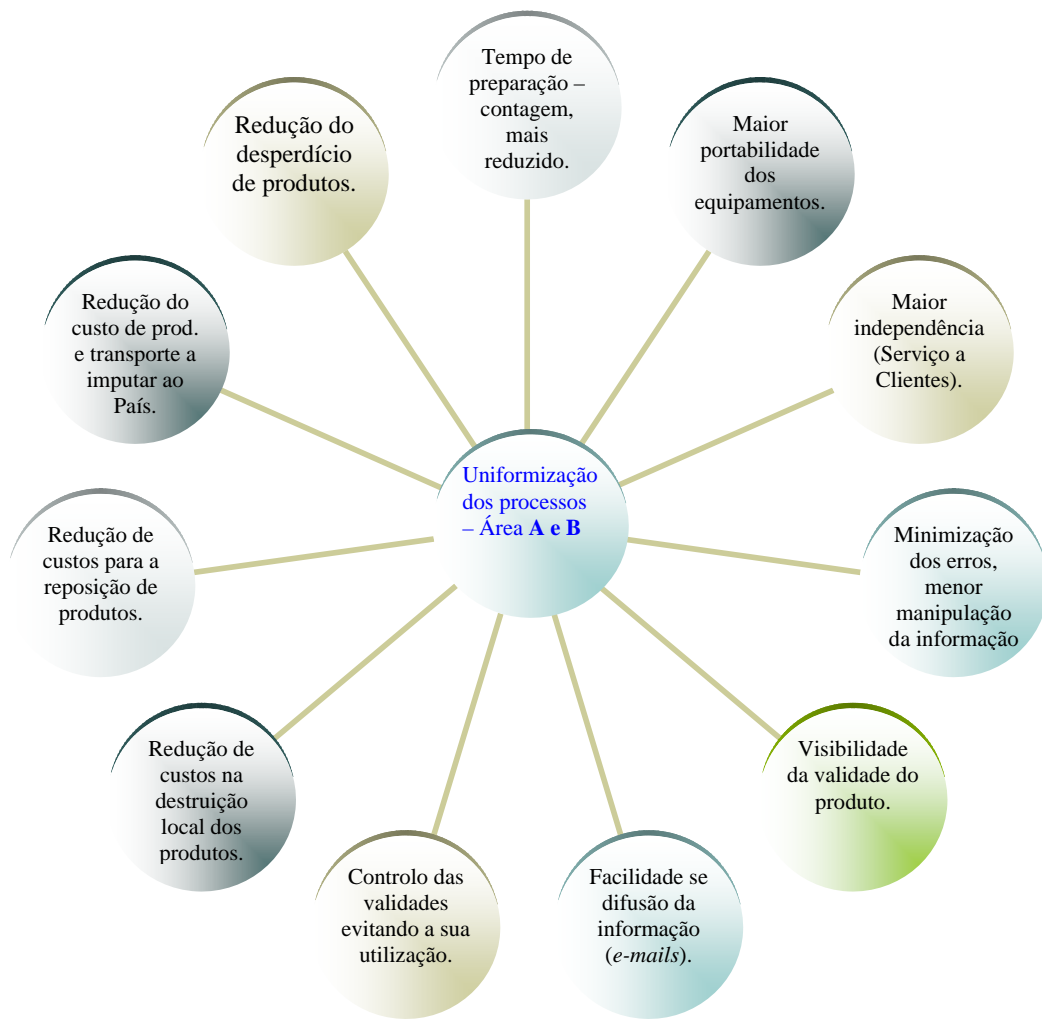 Tempo de
preparação –
contagem,
mais
reduzido.
Maior
portabilidade
dos
equipamentos.
Maior
independência
(Serviço a
Clientes).
Minimização
dos erros,
menor
manipulação
da informação
Visibilidade
da validade do
produto.
Facilidade se
difusão da
informação
(e-mails).
Controlo das
validades
evitando a sua
utilização.
Redução de
custos na
destruição
local dos
produtos.
Redução de
custos para a
reposição de
produtos.
Redução do
custo de prod.
e transporte a
imputar ao
País.
Redução do
desperdício
de produtos.
Uniformização
dos processos
– Área A e B